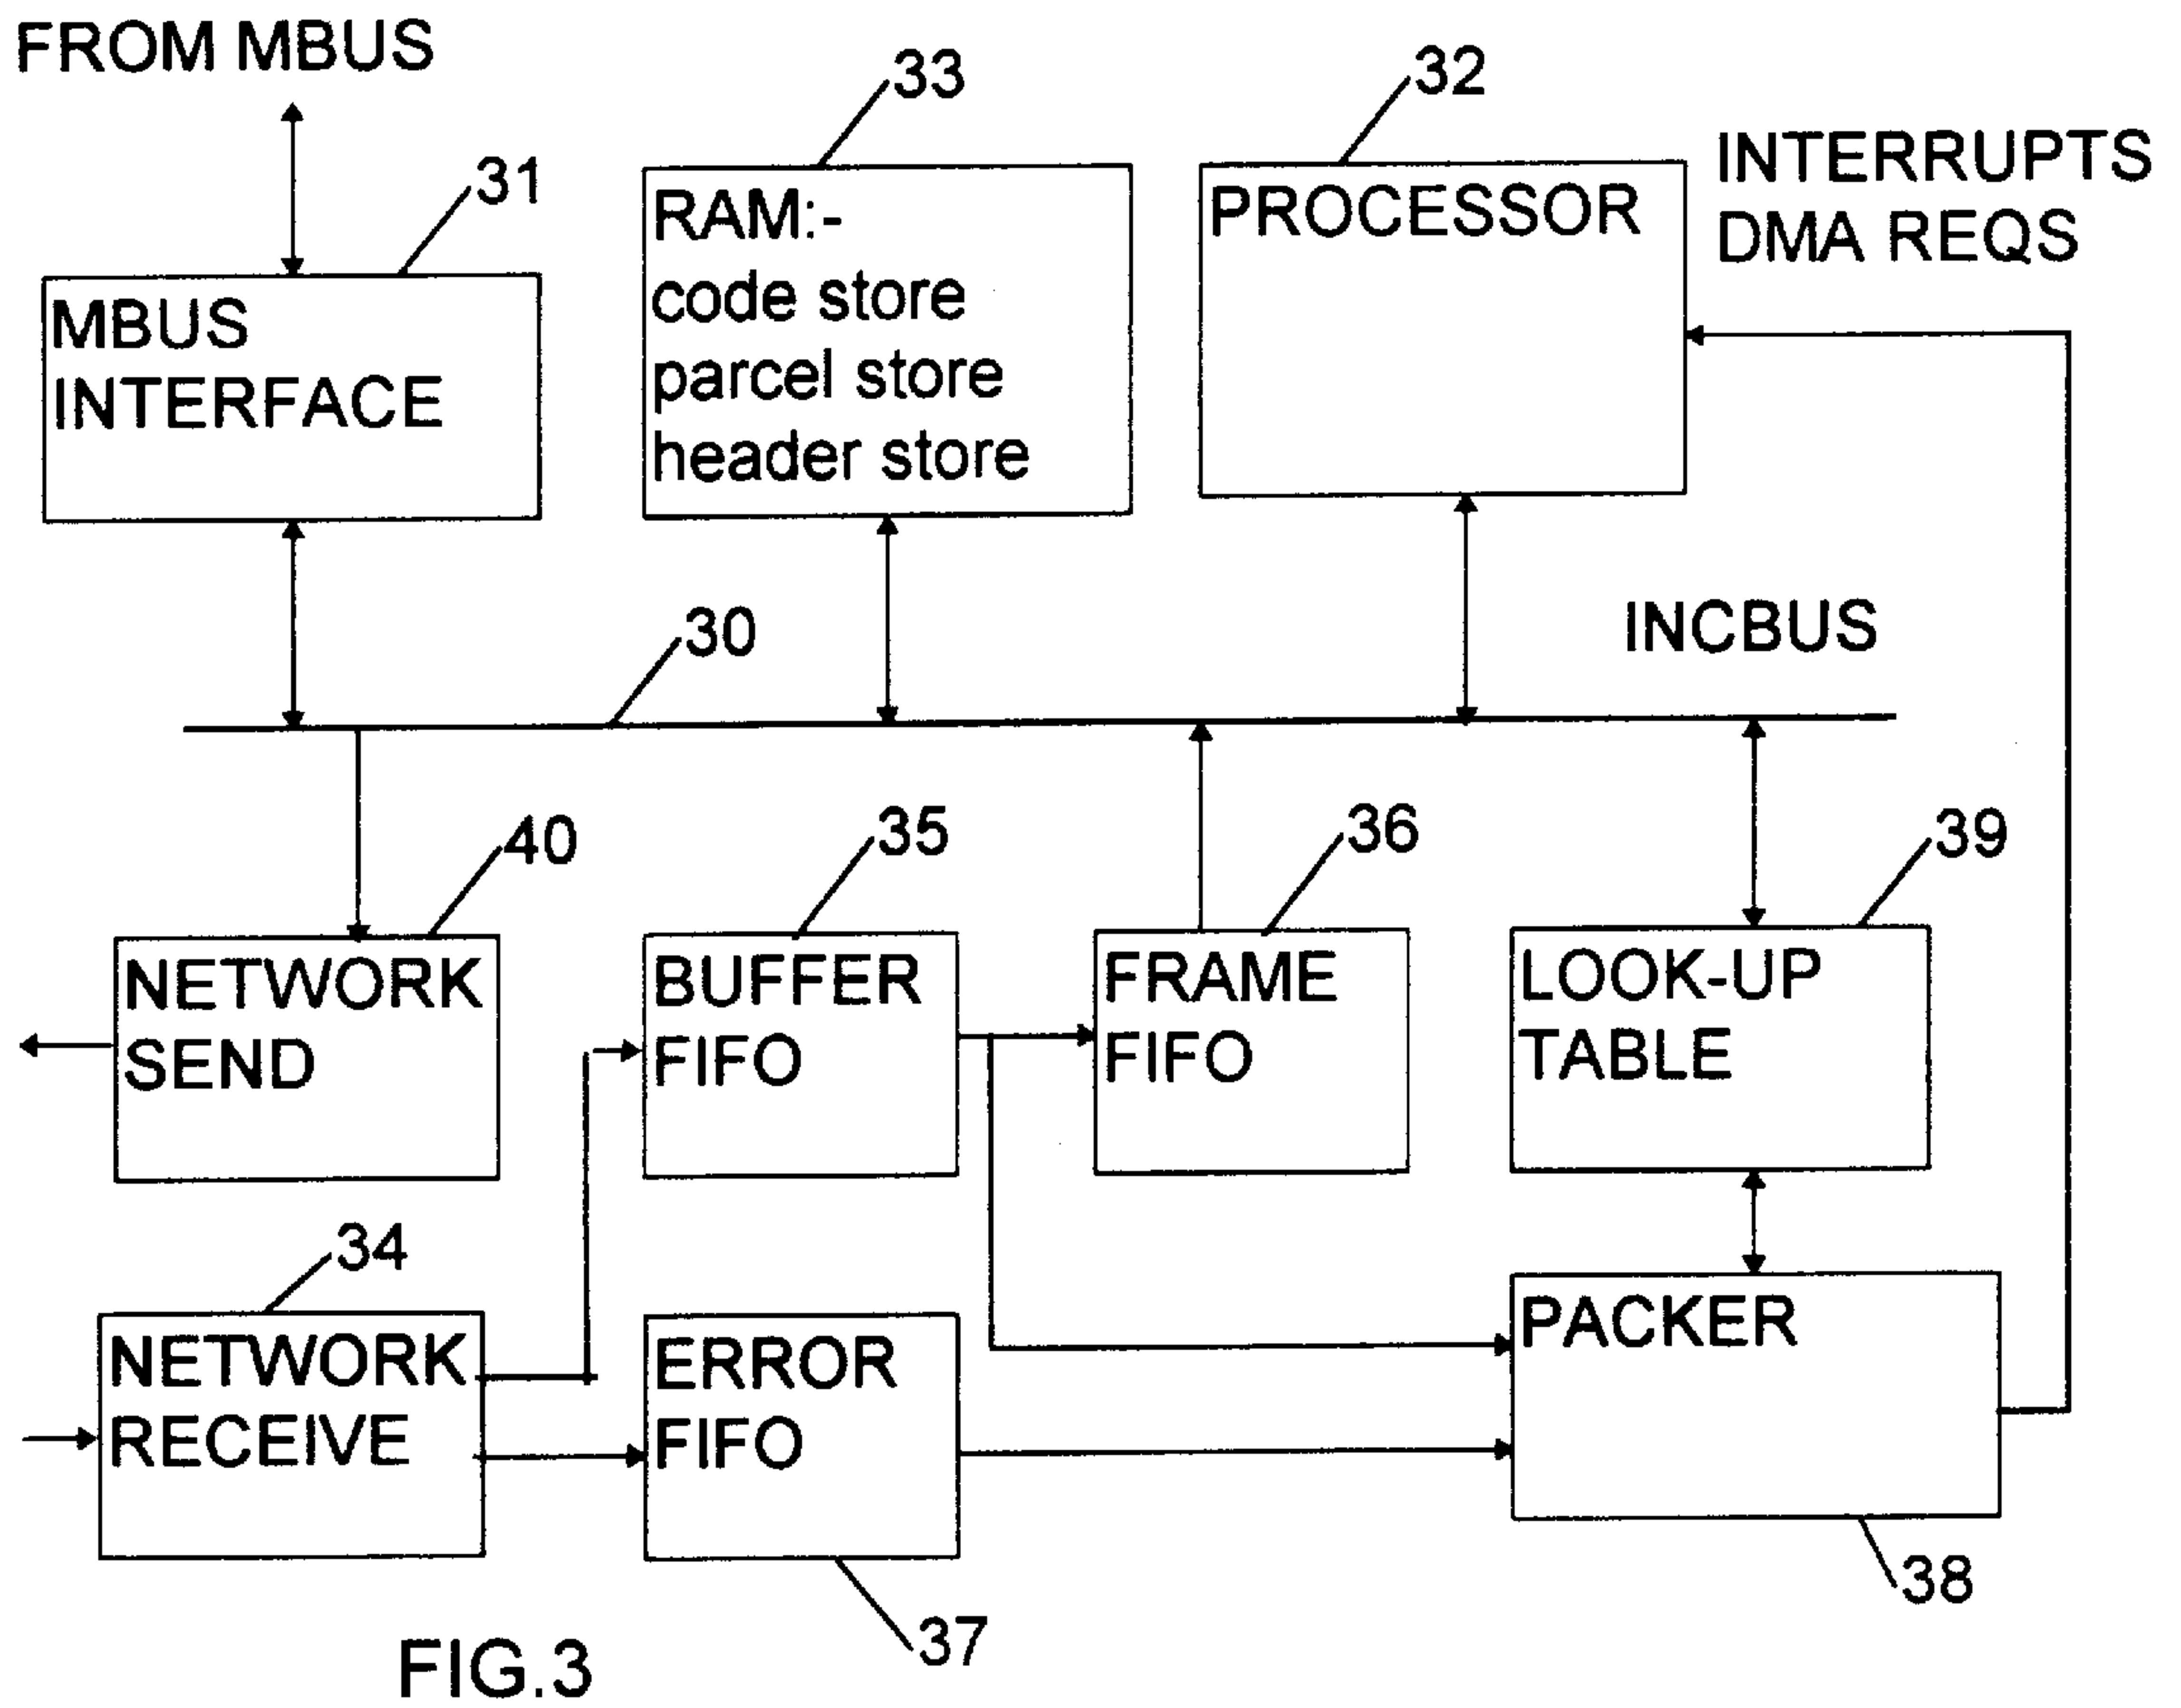 FROM MBUS
33
32
31
INTERRUPTS
DMA REQS
MBUS
INTERFACE
RAM:-
code store
parcel store
header store
PROCESSOR
30
INCBUS
40
35
36
39
NETWORK
SEND
BUFFER
FIFO
FRAME
FIFO
LOOK-UP
TABLE
34
NETWORK
RECEIVE
ERROR
FIFO
PACKER
37
38
FIG.3